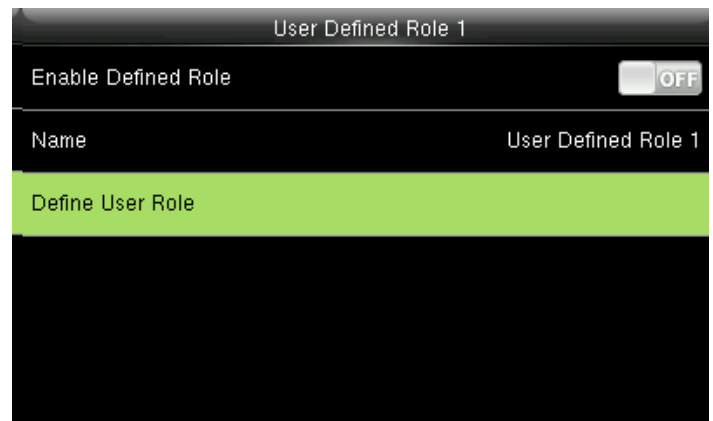 User Defined Role 1
Enable Defined Role OFF
Name User Defined Role 1
Define User Role